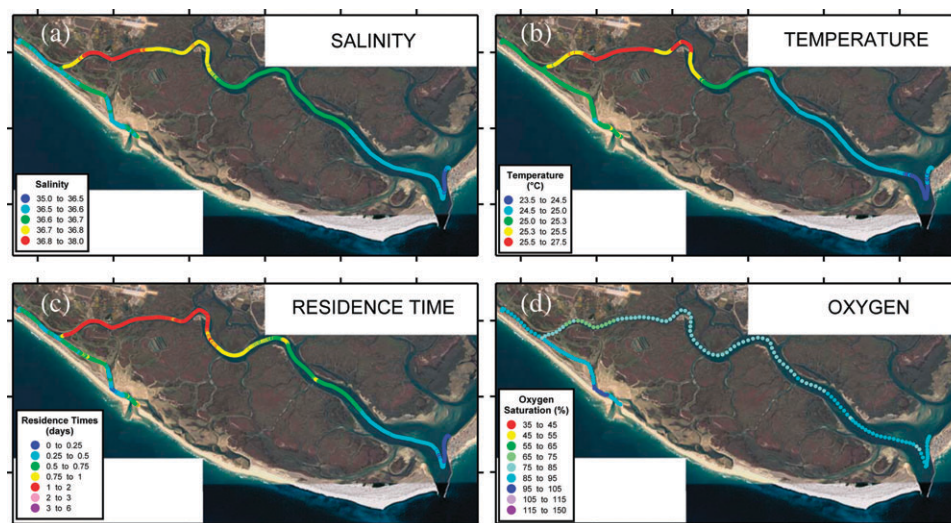 (a)
SALINITY
Salinity
35.0 to 36.5
36.5 to 36.6
36.6 to 36.7
36.7 to 36.8
36.8 to 38.0
(b)
TEMPERATURE
Temperature
(°C)
23.5 to 24.5
24.5 to 25.0
25.0 to 25.3
25.3 to 25.5
25.5 to 27.5
(c)
RESIDENCE TIME
Residence Times
(days)
0 to 0.25
0.25 to 0.5
0.5 to 0.75
0.75 to 1
1 to 2
2 to 3
3 to 6
(d)
OXYGEN
Oxygen
Saturation (%)
35 to 45
45 to 55
55 to 65
65 to 75
75 to 85
85 to 95
95 to 105
105 to 115
115 to 150